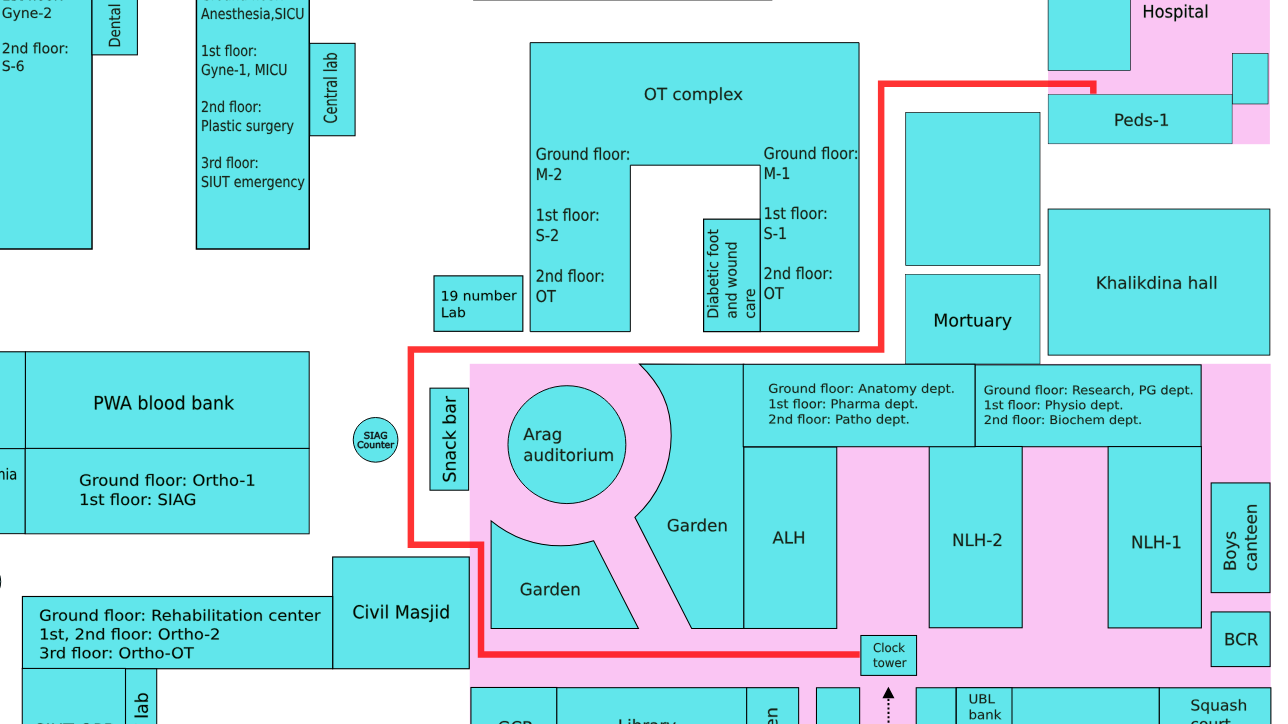 Gyne-2
2nd floor:
S-6
Dental
Anesthesia,SICU
1st floor:
Gyne-1, MICU
2nd floor:
Plastic surgery
3rd floor:
SIUT emergency
Central lab
OT complex
Ground floor:
M-2
1st floor:
S-2
2nd floor:
OT
Ground floor:
M-1
1st floor:
S-1
2nd floor:
OT
Diabetic foot
and wound
care
19 number
Lab
Hospital
Peds-1
Khalikdina hall
Mortuary
PWA blood bank
Ground floor: Ortho-1
1st floor: SIAG
SIAG
Counter
Snack bar
Arag
auditorium
Garden
Garden
Ground floor: Anatomy dept.
1st floor: Pharma dept.
2nd floor: Patho dept.
Ground floor: Research, PG dept.
1st floor: Physio dept.
2nd floor: Biochem dept.
ALH
NLH-2
NLH-1
Boys
canteen
BCR
Civil Masjid
Ground floor: Rehabilitation center
1st, 2nd floor: Ortho-2
3rd floor: Ortho-OT
lab
Clock
tower
Library
UBL
bank
Squash
court